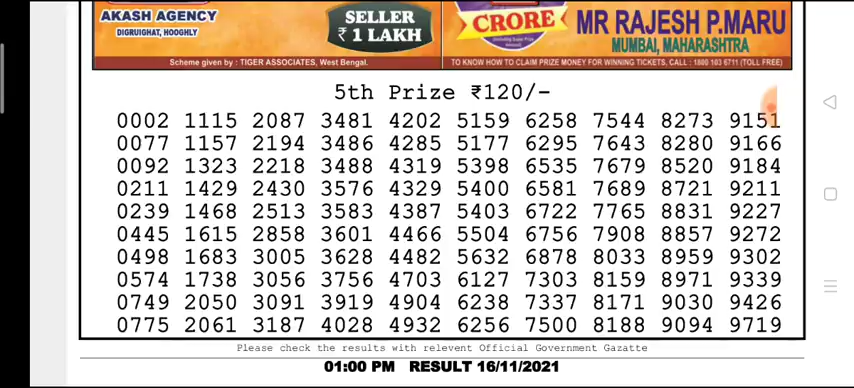 AKASH AGENCY
DIGRUIGHAT, HOOGHLY
SELLER
₹ 1 LAKH
CRORE
MR RAJESH P.MARU
MUMBAI, MAHARASHTRA
Scheme given by : TIGER ASSOCIATES, West Bengal.
TO KNOW HOW TO CLAIM PRIZE MONEY FOR WINNING TICKETS, CALL : 1800 103 6711 (TOLL FREE)
5th Prize ₹120/-
0002 1115 2087 3481 4202 5159 6258 7544 8273 9151
0077 1157 2194 3486 4285 5177 6295 7643 8280 9166
0092 1323 2218 3488 4319 5398 6535 7679 8520 9184
0211 1429 2430 3576 4329 5400 6581 7689 8721 9211
0239 1468 2513 3583 4387 5403 6722 7765 8831 9227
0445 1615 2858 3601 4466 5504 6756 7908 8857 9272
0498 1683 3005 3628 4482 5632 6878 8033 8959 9302
0574 1738 3056 3756 4703 6127 7303 8159 8971 9339
0749 2050 3091 3919 4904 6238 7337 8171 9030 9426
0775 2061 3187 4028 4932 6256 7500 8188 9094 9719
Please check the results with relevent Official Government Gazatte
01:00 PM RESULT 16/11/2021